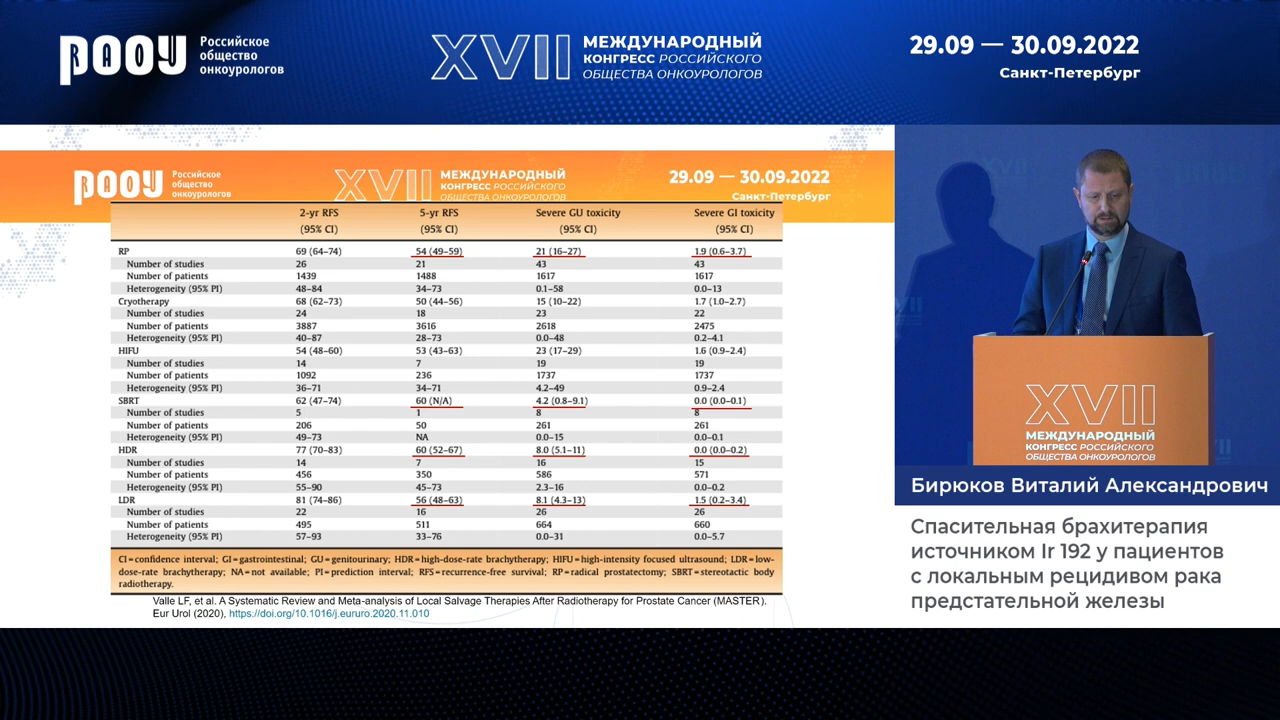 РАОУ
Российское
общество
онкоурологов
XVII
МЕЖДУНАРОДНЫЙ
КОНГРЕСС РОССИЙСКОГО
ОБЩЕСТВА ОНКОУРОЛОГОВ
29.09 — 30.09.2022
Санкт-Петербург
РАОУ
Российское
общество
онкоурологов
XVII
МЕЖДУНАРОДНЫЙ
КОНГРЕСС РОССИЙСКОГО
ОБЩЕСТВА ОНКОУРОЛОГОВ
29.09 — 30.09.2022
Санкт-Петербург
2-yr RFS 5-yr RFS Severe GU toxicity Severe GI toxicity
(95% CI) (95% CI) (95% CI) (95% CI)
RP 69 (64–74) 54 (49–59) 21 (16–27) 1.9 (0.6–3.7)
Number of studies 26 21 43 43
Number of patients 1439 1488 1617 1617
Heterogeneity (95% PI) 48–84 34–73 0.1–58 0.0–13
Cryotherapy 68 (62–73) 50 (44–56) 15 (10–22) 1.7 (1.0–2.7)
Number of studies 24 18 23 22
Number of patients 3887 3616 2618 2475
Heterogeneity (95% PI) 40–87 28–73 0.0–48 0.2–4.1
HIFU 54 (48–60) 53 (43–63) 23 (17–29) 1.6 (0.9–2.4)
Number of studies 14 7 19 19
Number of patients 1092 236 1737 1737
Heterogeneity (95% PI) 36–71 34–71 4.2–49 0.9–2.4
SBRT 62 (47–74) 60 (N/A) 4.2 (0.8–9.1) 0.0 (0.0–0.1)
Number of studies 5 1 8 8
Number of patients 206 50 261 261
Heterogeneity (95% PI) 49–73 NA 0.0–15 0.0–0.1
HDR 77 (70–83) 60 (52–67) 8.0 (5.1–11) 0.0 (0.0–0.2)
Number of studies 14 7 16 15
Number of patients 456 350 586 571
Heterogeneity (95% PI) 55–90 45–73 2.3–16 0.0–0.2
LDR 81 (74–86) 56 (48–63) 8.1 (4.3–13) 1.5 (0.2–3.4)
Number of studies 22 16 26 26
Number of patients 495 511 664 660
Heterogeneity (95% PI) 57–93 33–76 0.0–31 0.0–5.7
CI = confidence interval; GI = gastrointestinal; GU = genitourinary; HDR = high-dose-rate brachytherapy; HIFU = high-intensity focused ultrasound; LDR = low-
dose-rate brachytherapy; NA = not available; PI = prediction interval; RFS = recurrence-free survival; RP = radical prostatectomy; SBRT = stereotactic body
radiotherapy.
Valle LF, et al. A Systematic Review and Meta-analysis of Local Salvage Therapies After Radiotherapy for Prostate Cancer (MASTER).
Eur Urol (2020), https://doi.org/10.1016/j.eururo.2020.11.010
XVII
МЕЖДУНАРОДНЫЙ
КОНГРЕСС РОССИЙСКОГО
ОБЩЕСТВА ОНКОУРОЛОГОВ
Бирюков Виталий Александрович
Спасительная брахитерапия
источником Ir 192 у пациентов
с локальным рецидивом рака
предстательной железы